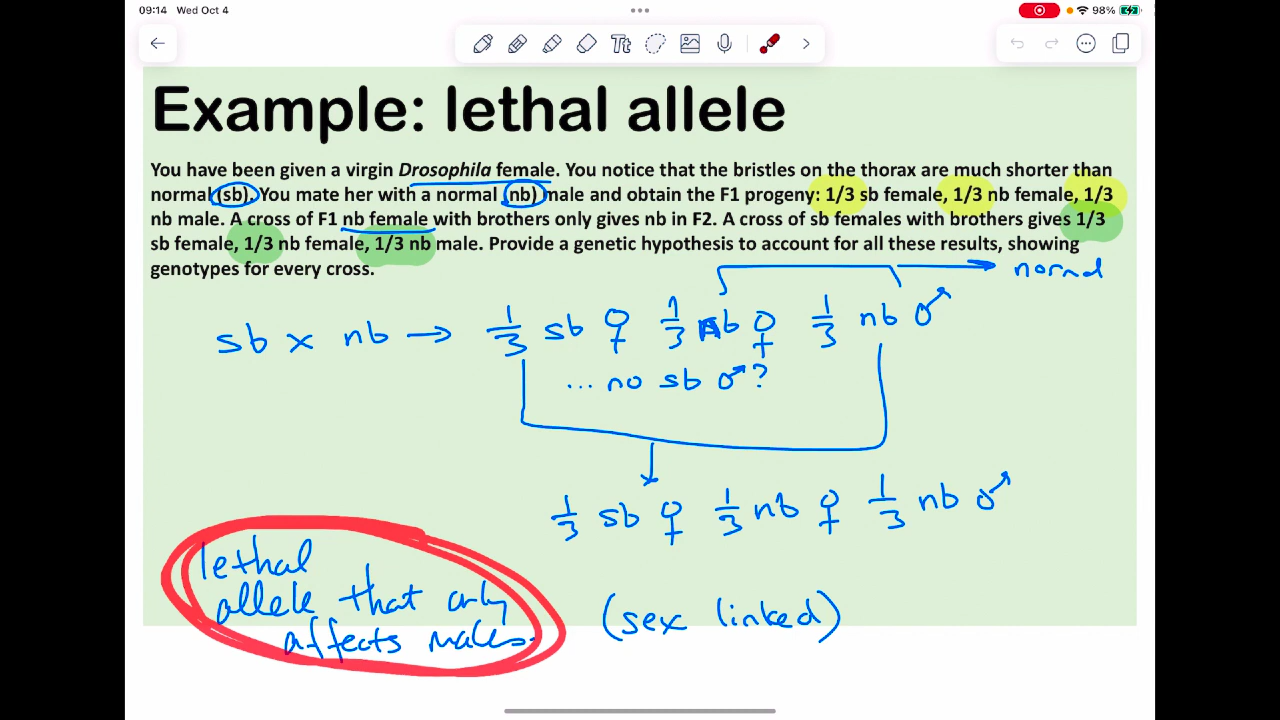 09:14 Wed Oct 4
98%
Tt
Example: lethal allele
You have been given a virgin Drosophila female. You notice that the bristles on the thorax are much shorter than
normal (sb). You mate her with a normal (nb) male and obtain the F1 progeny: 1/3 sb female, 1/3 nb female, 1/3
nb male. A cross of F1 nb female with brothers only gives nb in F2. A cross of sb females with brothers gives 1/3
sb female, 1/3 nb female, 1/3 nb male. Provide a genetic hypothesis to account for all these results, showing
genotypes for every cross.
normal
sb × nb → 1/3 sb ♀ 1/3 nb ♀ 1/3 nb ♂
... no sb ♂?
1/3 sb ♀ 1/3 nb ♀ 1/3 nb ♂
lethal
allele that only
affects males.
(sex linked)